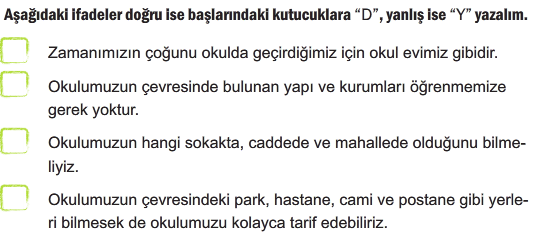 Aşağıdaki ifadeler doğru ise başlarındaki kutucuklara “D”, yanlış ise “Y” yazalım.
Zamanımızın çoğunu okulda geçirdiğimiz için okul evimiz gibidir.
Okulumuzun çevresinde bulunan yapı ve kurumları öğrenmemize
gerek yoktur.
Okulumuzun hangi sokakta, caddede ve mahallede olduğunu bilme-
liyiz.
Okulumuzun çevresindeki park, hastane, cami ve postane gibi yerle-
ri bilmesek de okulumuzu kolayca tarif edebiliriz.